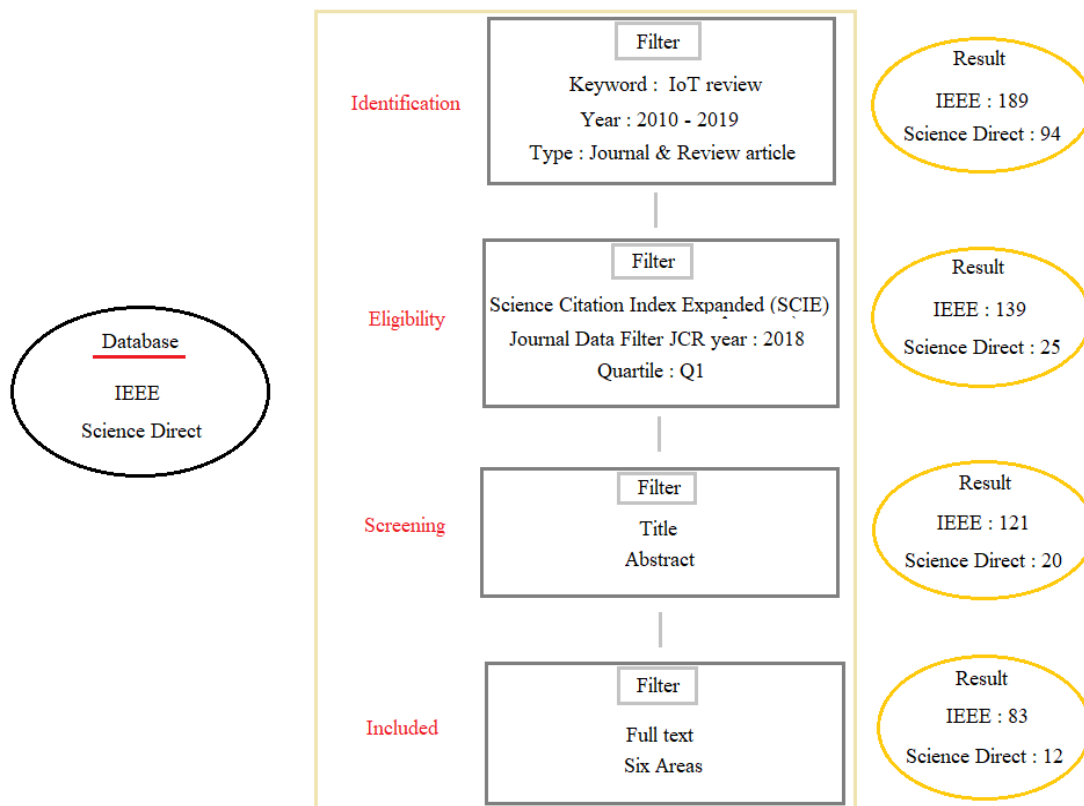 Database
IEEE
Science Direct
Identification
Filter
Keyword : IoT review
Year : 2010 - 2019
Type : Journal & Review article
Result
IEEE : 189
Science Direct : 94
Eligibility
Filter
Science Citation Index Expanded (SCIE)
Journal Data Filter JCR year : 2018
Quartile : Q1
Result
IEEE : 139
Science Direct : 25
Screening
Filter
Title
Abstract
Result
IEEE : 121
Science Direct : 20
Included
Filter
Full text
Six Areas
Result
IEEE : 83
Science Direct : 12